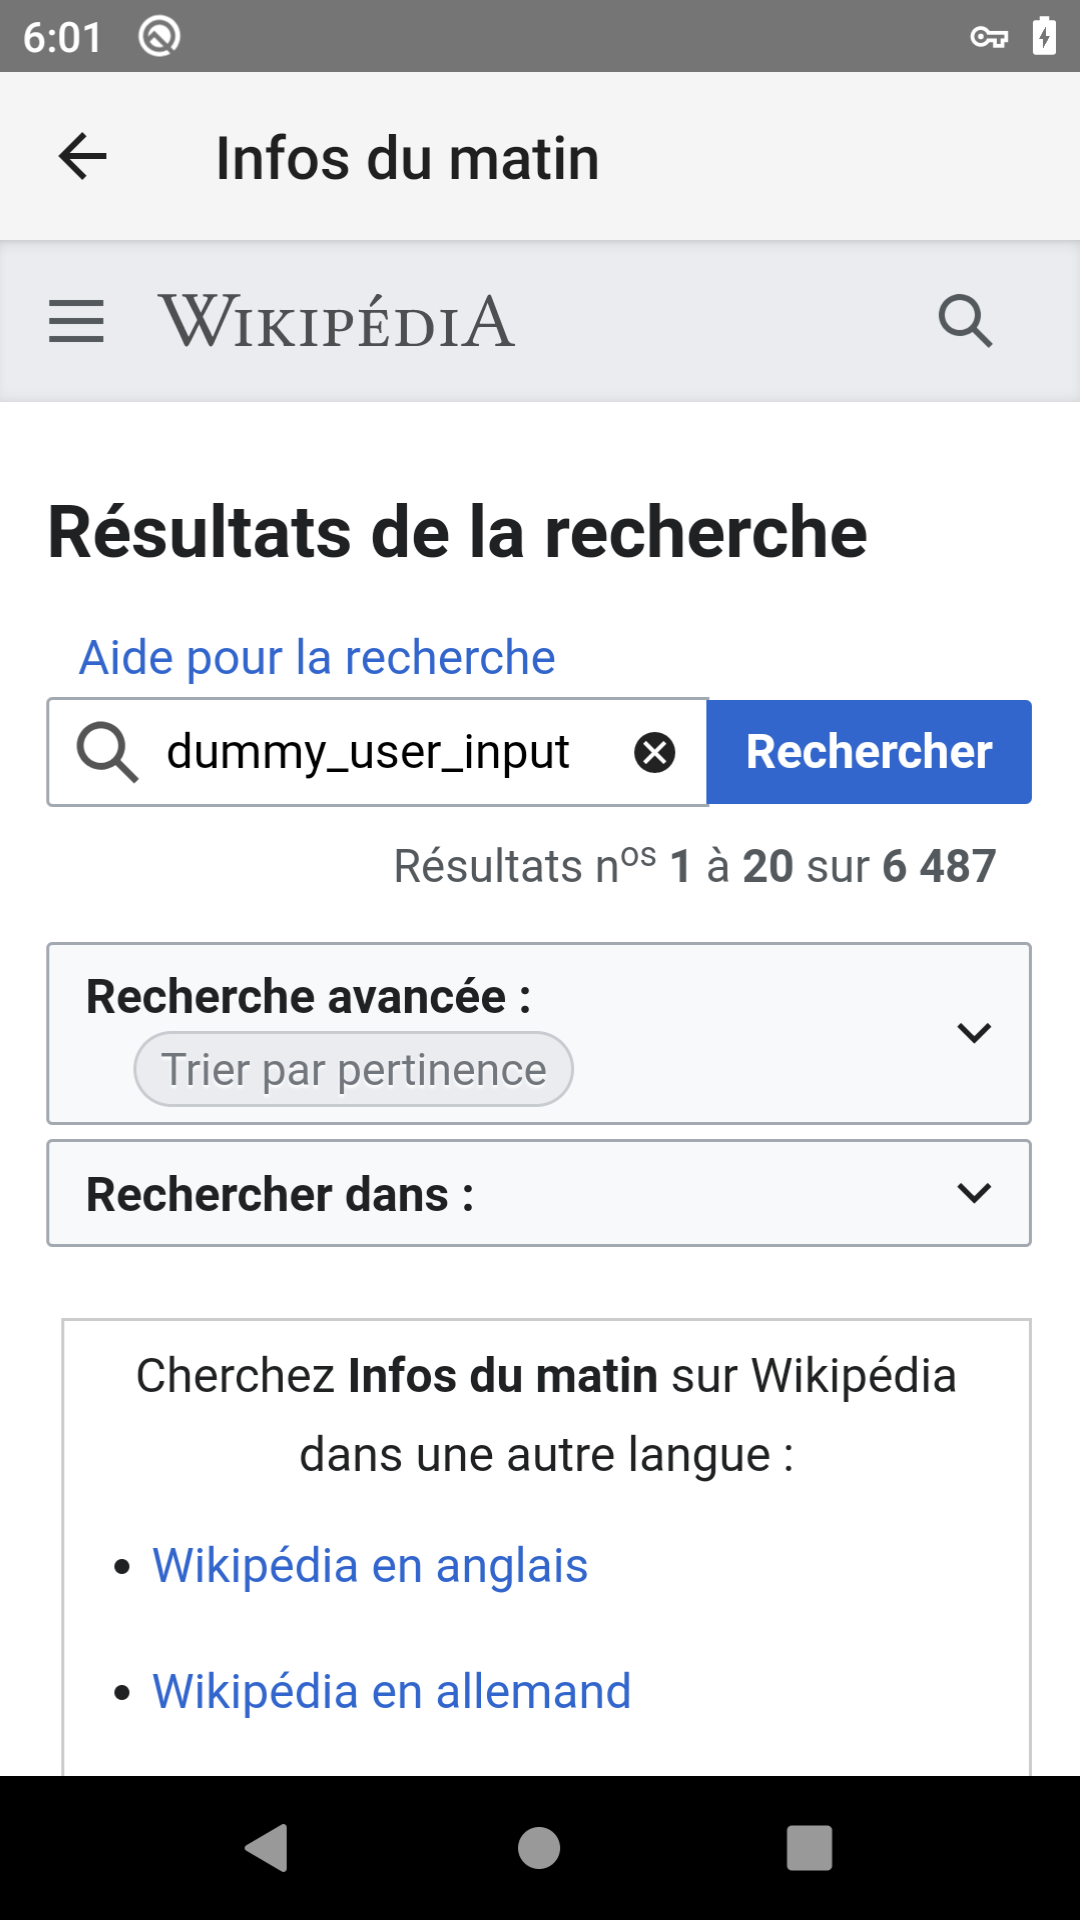 6:01
Infos du matin
WIKIPÉDIA
Résultats de la recherche
Aide pour la recherche
dummy_user_input
Rechercher
Résultats nos 1 à 20 sur 6 487
Recherche avancée :
Trier par pertinence
Rechercher dans :
Cherchez Infos du matin sur Wikipédia
dans une autre langue :
• Wikipédia en anglais
• Wikipédia en allemand